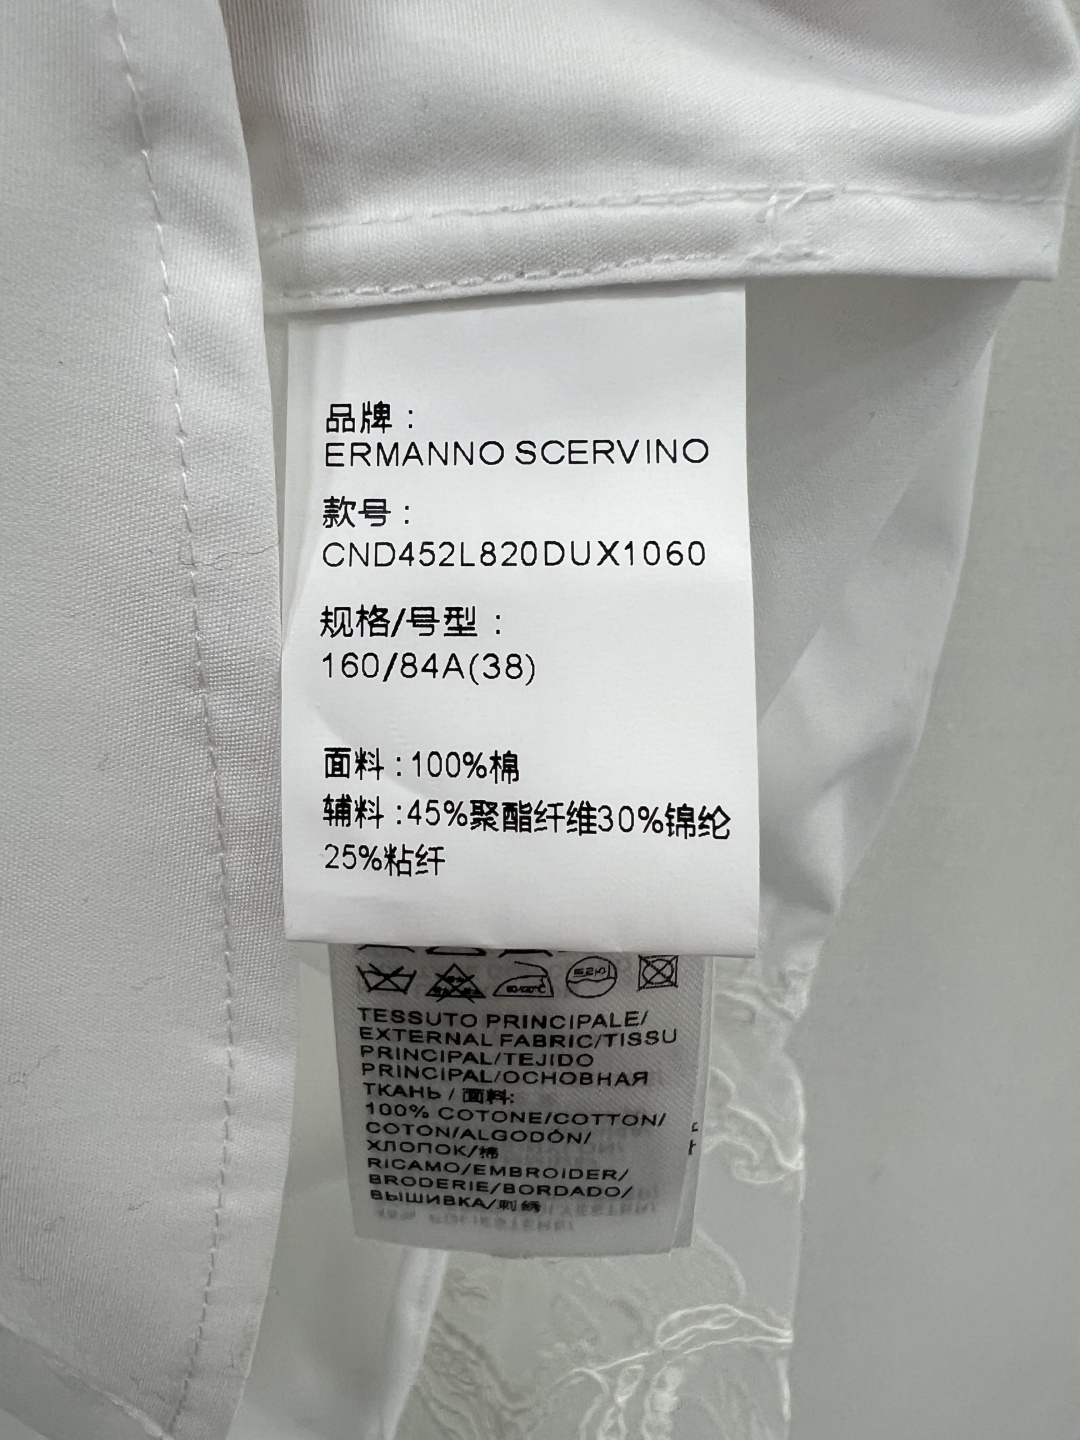 品牌：
ERMANNO SCERVINO
款号：
CND452L820DUX1060
规格/号型：
160/84A(38)
面料：100%棉
辅料：45%聚酯纤维30%锦纶
25%粘纤
TESSUTO PRINCIPALE/
EXTERNAL FABRIC/TISSU
PRINCIPAL/TEJIDO
PRINCIPAL/ОСНОВНАЯ
ТКАНЬ / 面料:
100% COTONE/COTTON/
COTON/ALGODÓN/
ХЛОПОК/棉
RICAMO/EMBROIDER/
BRODERIE/BORDADO/
ВЫШИВКА/刺绣